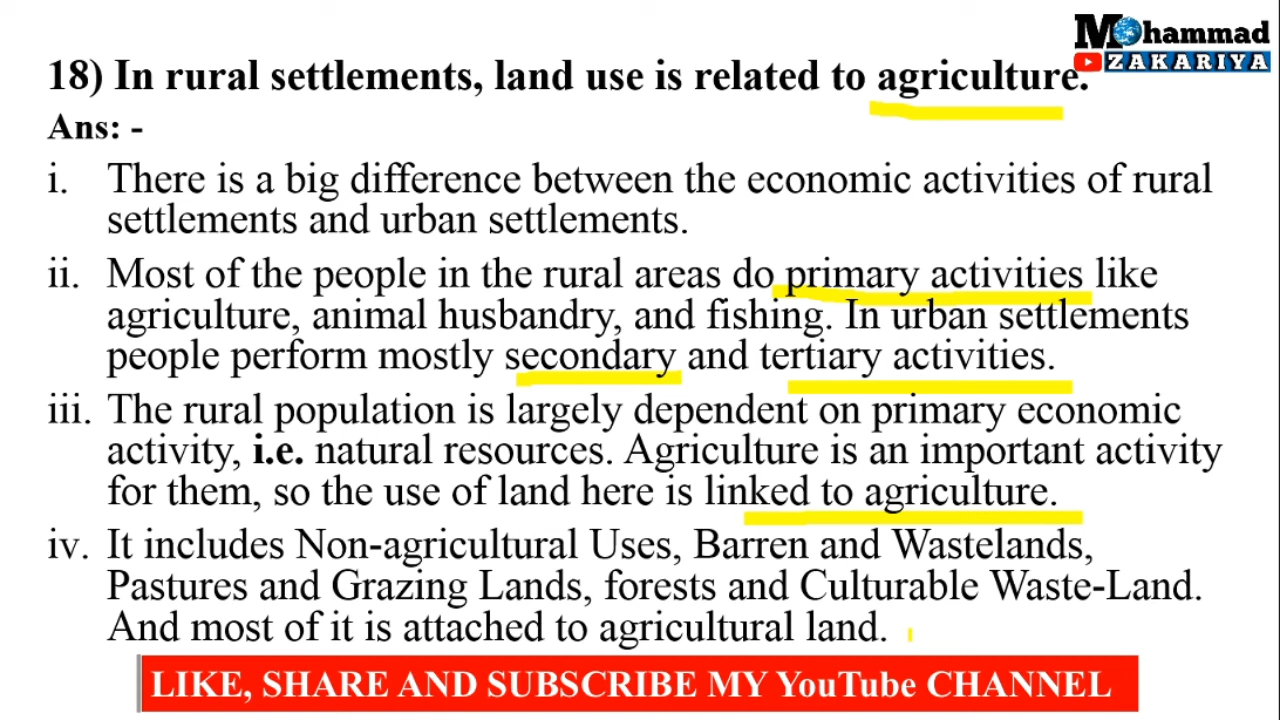 Mohammad
ZAKARIYA
18) In rural settlements, land use is related to agriculture.
Ans: -
i. There is a big difference between the economic activities of rural
settlements and urban settlements.
ii. Most of the people in the rural areas do primary activities like
agriculture, animal husbandry, and fishing. In urban settlements
people perform mostly secondary and tertiary activities.
iii. The rural population is largely dependent on primary economic
activity, i.e. natural resources. Agriculture is an important activity
for them, so the use of land here is linked to agriculture.
iv. It includes Non-agricultural Uses, Barren and Wastelands,
Pastures and Grazing Lands, forests and Culturable Waste-Land.
And most of it is attached to agricultural land.
LIKE, SHARE AND SUBSCRIBE MY YouTube CHANNEL